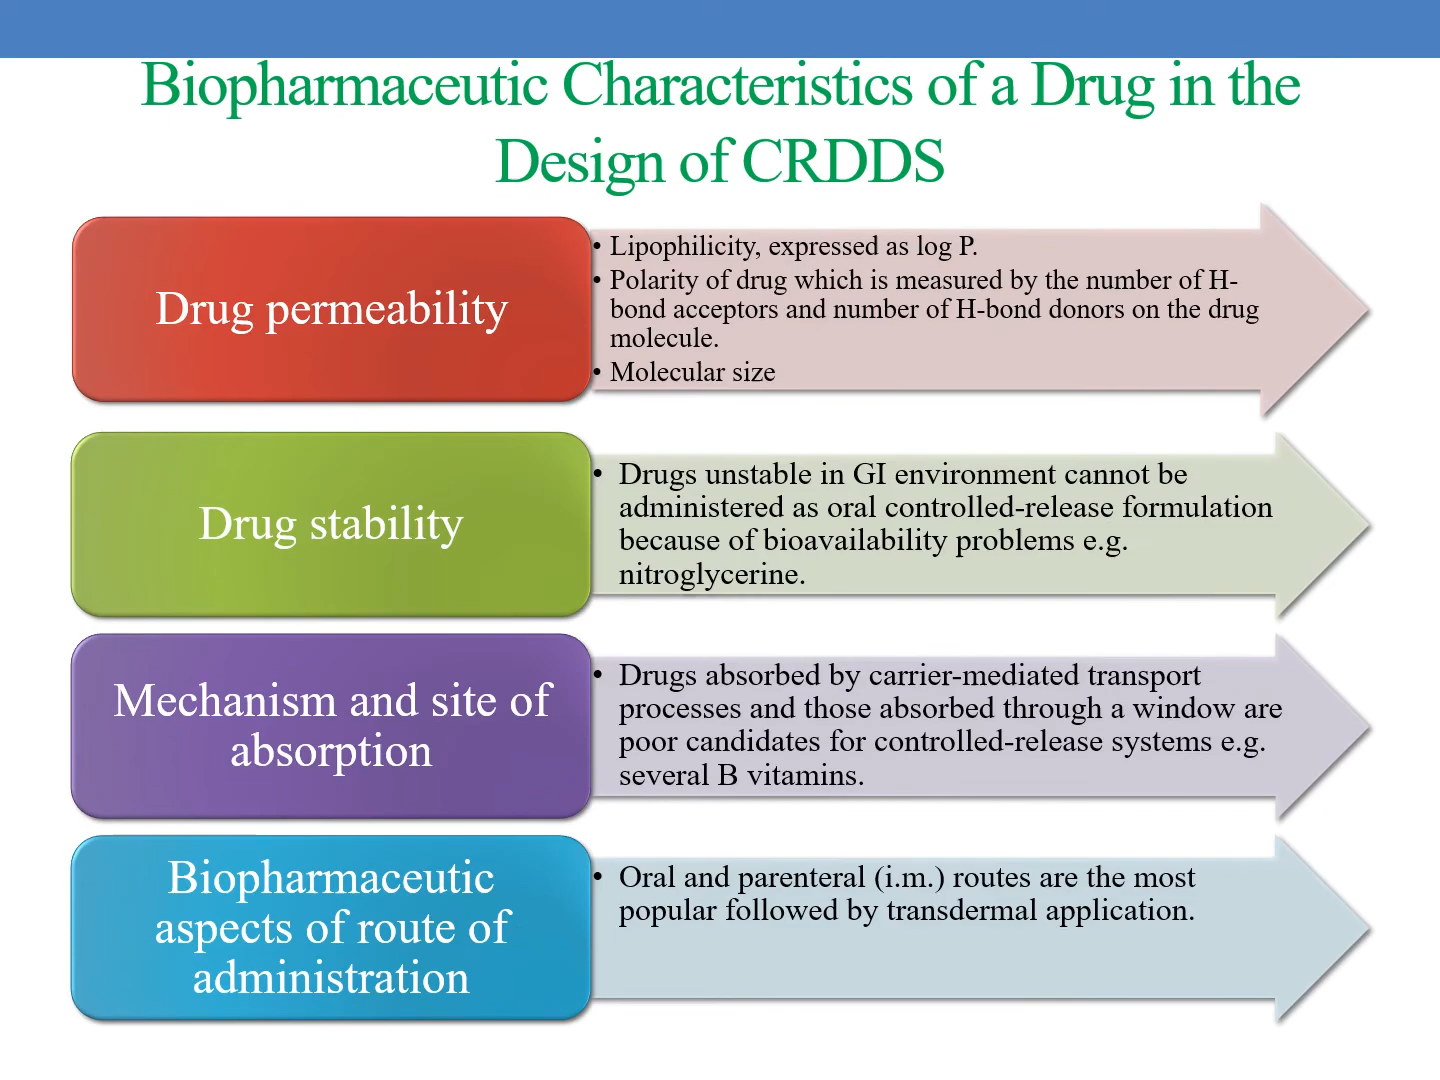 Biopharmaceutic Characteristics of a Drug in the
Design of CRDDS
Drug permeability
• Lipophilicity, expressed as log P.
• Polarity of drug which is measured by the number of H-
bond acceptors and number of H-bond donors on the drug
molecule.
• Molecular size
Drug stability
• Drugs unstable in GI environment cannot be
administered as oral controlled-release formulation
because of bioavailability problems e.g.
nitroglycerine.
Mechanism and site of
absorption
• Drugs absorbed by carrier-mediated transport
processes and those absorbed through a window are
poor candidates for controlled-release systems e.g.
several B vitamins.
Biopharmaceutic
aspects of route of
administration
• Oral and parenteral (i.m.) routes are the most
popular followed by transdermal application.